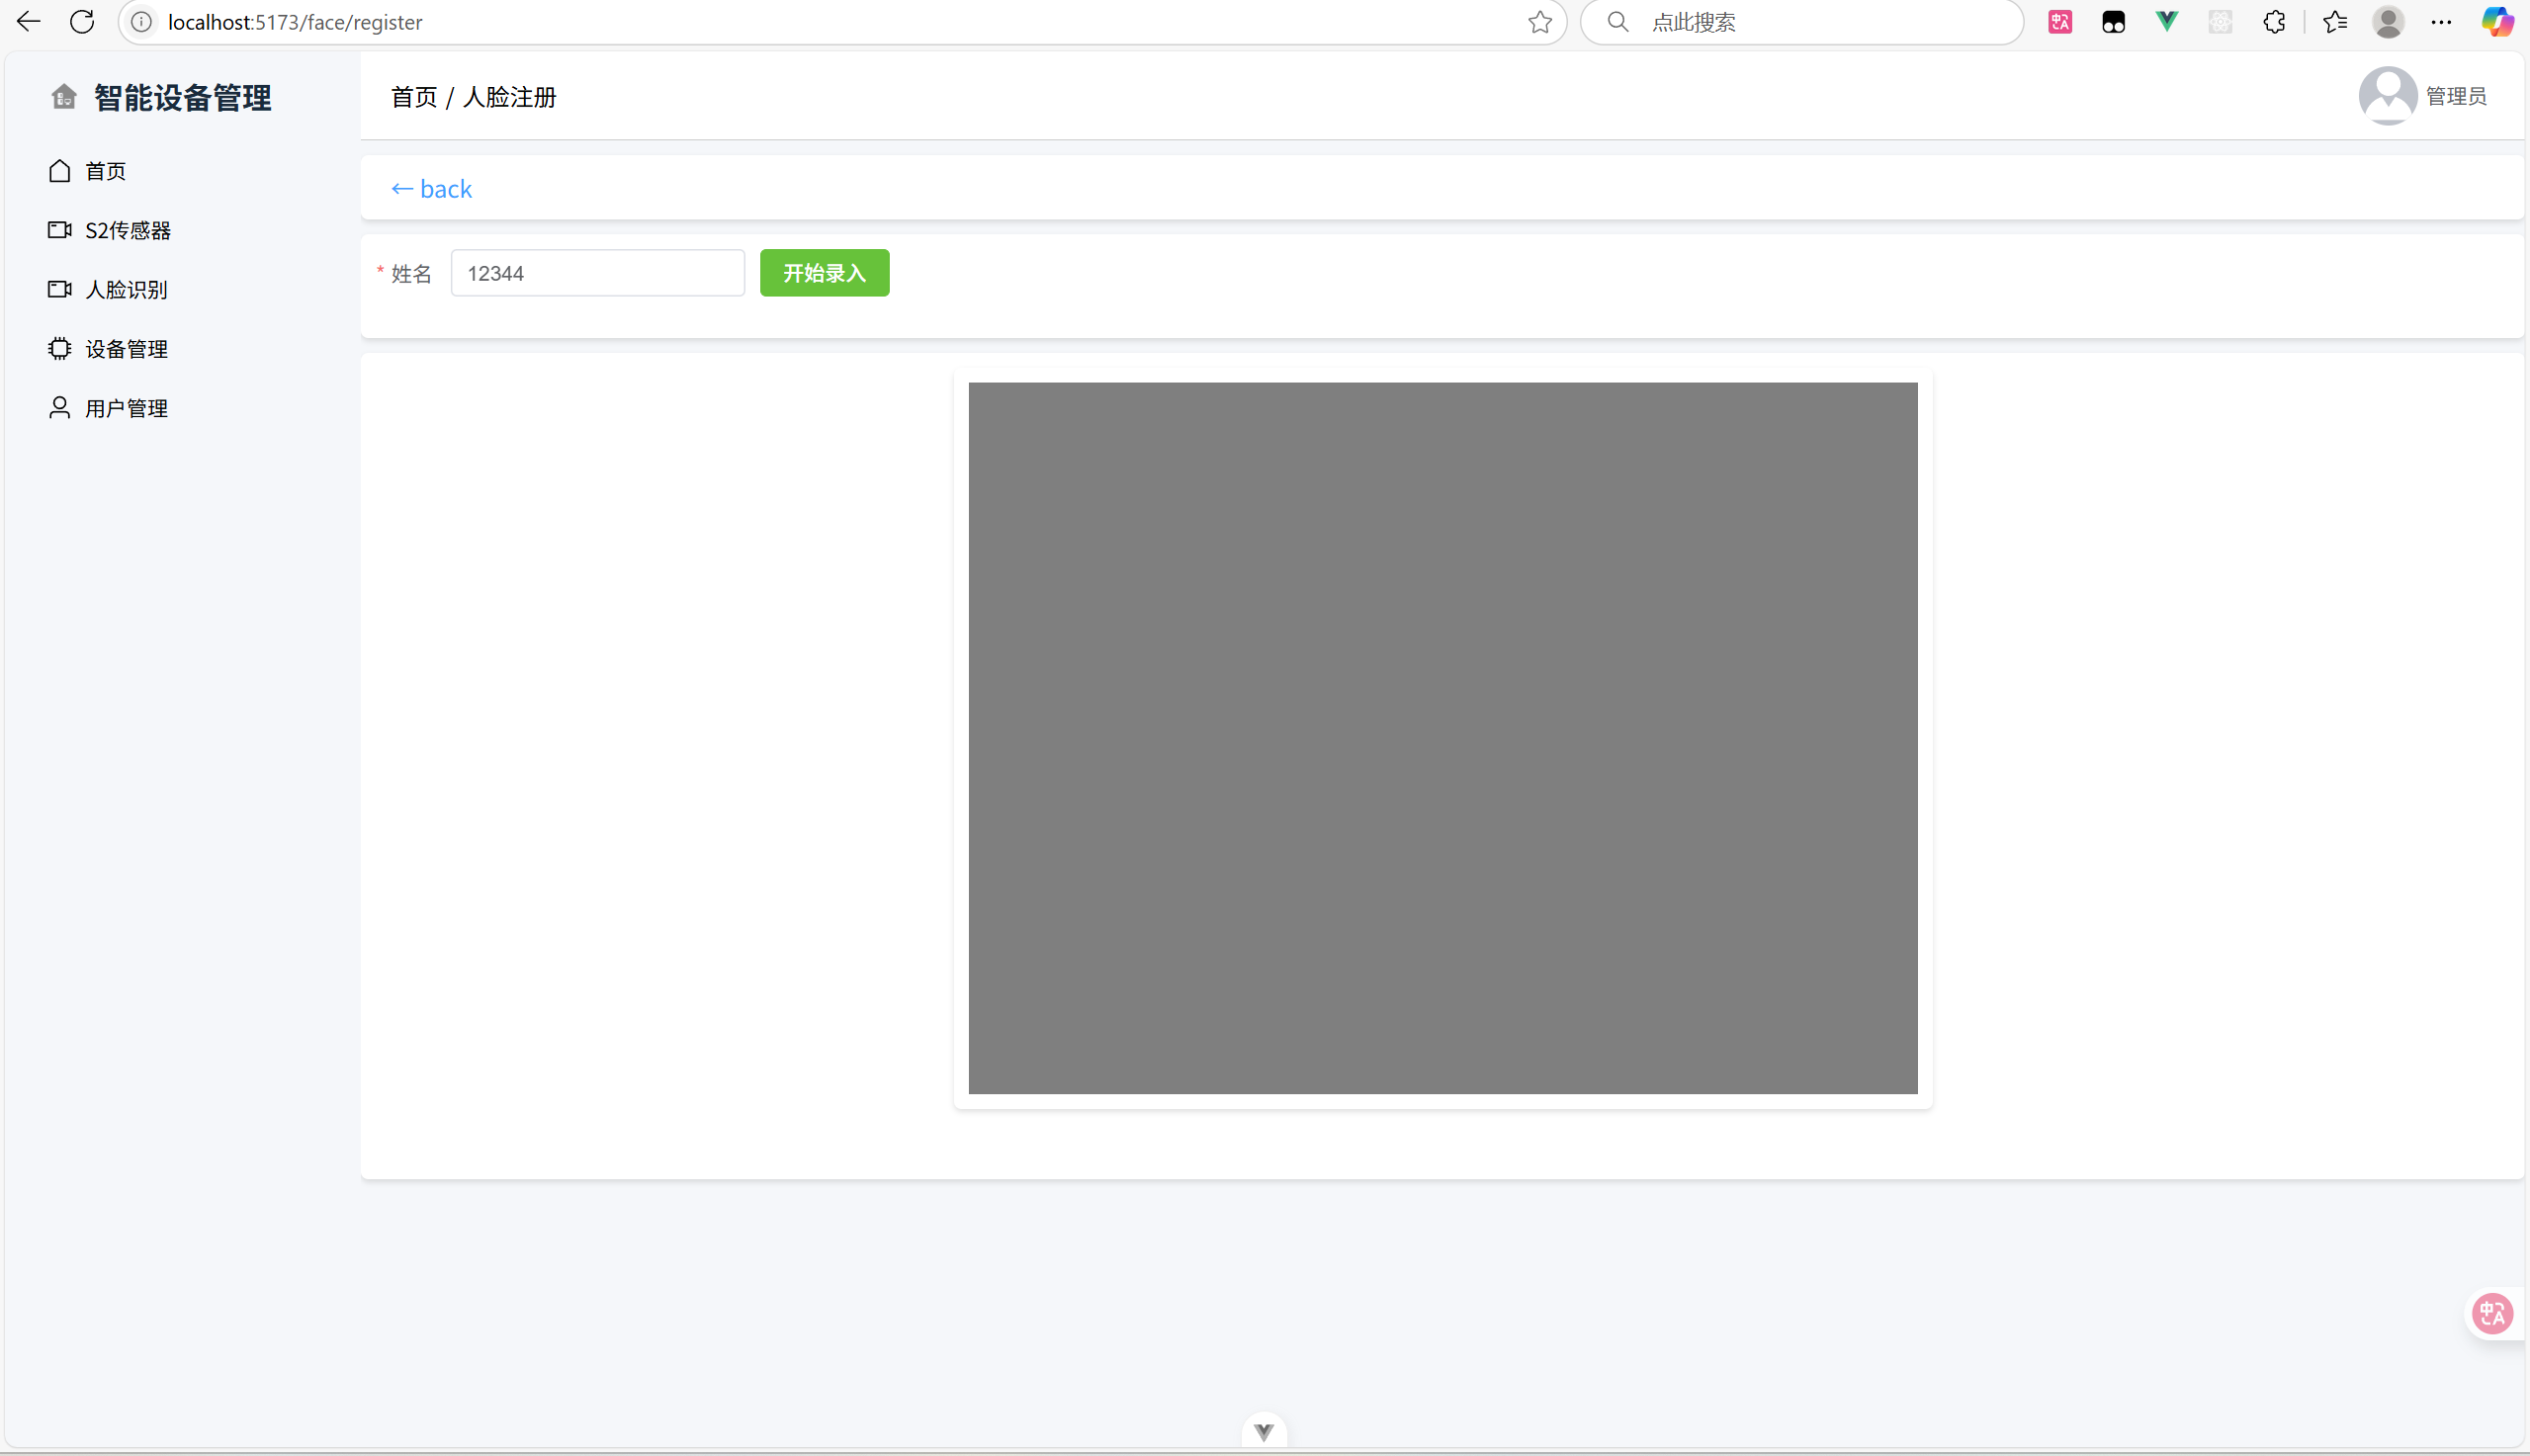 localhost:5173/face/register
点此搜索
智能设备管理
首页 / 人脸注册
管理员
首页
S2传感器
人脸识别
设备管理
用户管理
← back
* 姓名 12344 开始录入